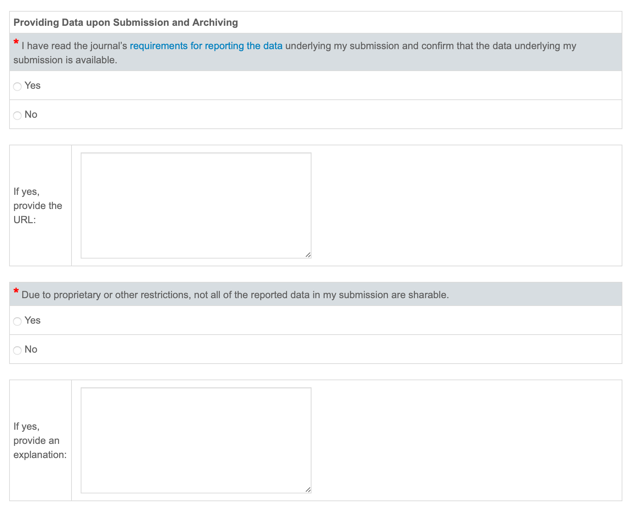 Providing Data upon Submission and Archiving
* I have read the journal's requirements for reporting the data underlying my submission and confirm that the data underlying my
submission is available.
Yes
No
If yes,
provide the
URL:
* Due to proprietary or other restrictions, not all of the reported data in my submission are sharable.
Yes
No
If yes,
provide an
explanation: